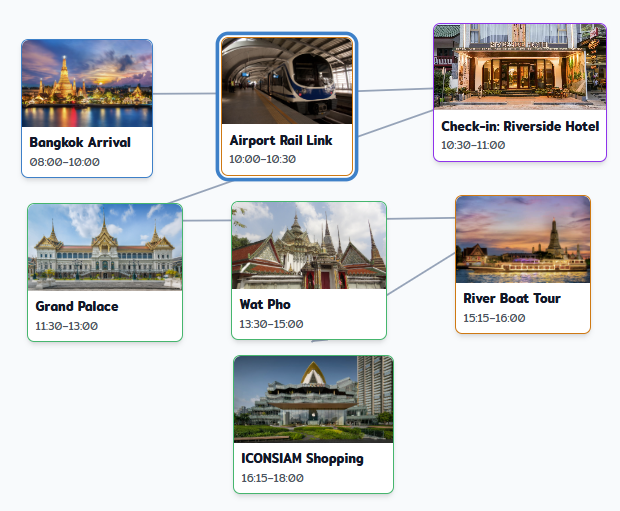 Bangkok Arrival
08:00–10:00
Airport Rail Link
10:00–10:30
Check-in: Riverside Hotel
10:30–11:00
Grand Palace
11:30–13:00
Wat Pho
13:30–15:00
River Boat Tour
15:15–16:00
ICONSIAM Shopping
16:15–18:00